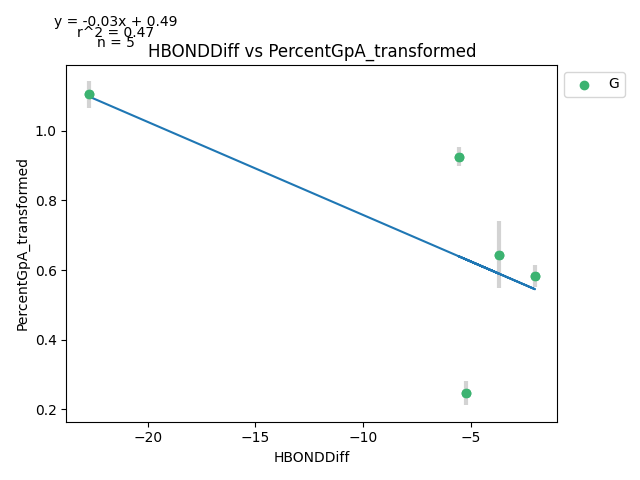 y = -0.03x + 0.49
r^2 = 0.47
n = 5
HBONDDiff vs PercentGpA_transformed
G
PercentGpA_transformed
1.0
0.8
0.6
0.4
0.2
−20
−15
−10
−5
HBONDDiff